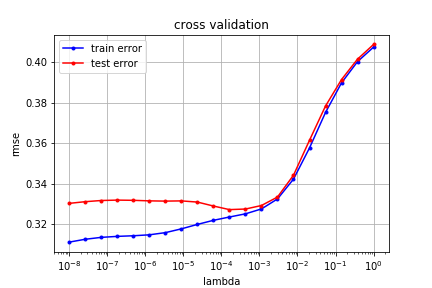 cross validation
train error
test error
rmse
0.40
0.38
0.36
0.34
0.32
10⁻⁸ 10⁻⁷ 10⁻⁶ 10⁻⁵ 10⁻⁴ 10⁻³ 10⁻² 10⁻¹ 10⁰
lambda